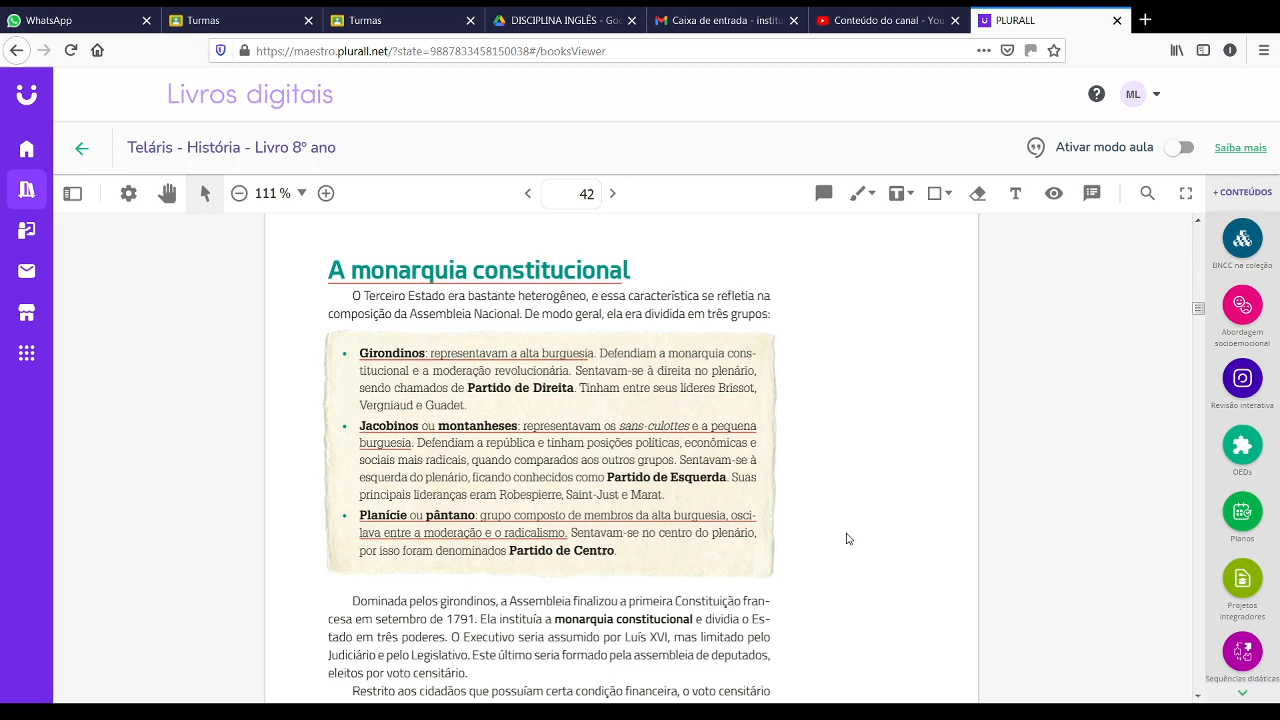 WhatsApp
Turmas
Turmas
DISCIPLINA INGLÊS - Goo
Caixa de entrada - institu
Conteúdo do canal - You
PLURALL
https://maestro.plurall.net/?state=9887833458150038#/booksViewer
Livros digitais
ML
Teláris - História - Livro 8º ano
Ativar modo aula
Saiba mais
111 %
42
+ CONTEÚDOS
A monarquia constitucional
O Terceiro Estado era bastante heterogêneo, e essa característica se refletia na
composição da Assembleia Nacional. De modo geral, ela era dividida em três grupos:
• Girondinos: representavam a alta burguesia. Defendiam a monarquia cons-
titucional e a moderação revolucionária. Sentavam-se à direita no plenário,
sendo chamados de Partido de Direita. Tinham entre seus líderes Brissot,
Vergniaud e Guadet.
• Jacobinos ou montanheses: representavam os sans-culottes e a pequena
burguesia. Defendiam a república e tinham posições políticas, econômicas e
sociais mais radicais, quando comparados aos outros grupos. Sentavam-se à
esquerda do plenário, ficando conhecidos como Partido de Esquerda. Suas
principais lideranças eram Robespierre, Saint-Just e Marat.
• Planície ou pântano: grupo composto de membros da alta burguesia, osci-
lava entre a moderação e o radicalismo. Sentavam-se no centro do plenário,
por isso foram denominados Partido de Centro.
Dominada pelos girondinos, a Assembleia finalizou a primeira Constituição fran-
cesa em setembro de 1791. Ela instituía a monarquia constitucional e dividia o Es-
tado em três poderes. O Executivo seria assumido por Luís XVI, mas limitado pelo
Judiciário e pelo Legislativo. Este último seria formado pela assembleia de deputados,
eleitos por voto censitário.
Restrito aos cidadãos que possuíam certa condição financeira, o voto censitário
BNCC na coleção
Abordagem
socioemocional
Revisão interativa
OEDs
Planos
Projetos
Integradores
Sequências didáticas